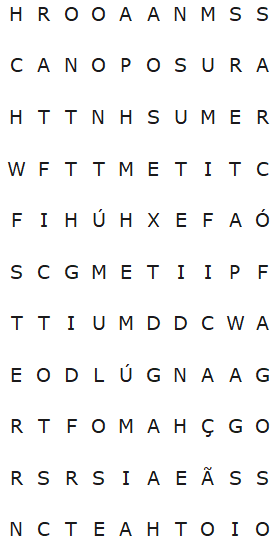 H R O O A A N M S S
C A N O P O S U R A
H T T N H S U M E R
W F T T M E T I T C
F I H Ú H X E F A Ó
S C G M E T I I P F
T T I U M D D C W A
E O D L Ú G N A A G
R T F O M A H Ç G O
R S R S I A E Ã S S
N C T E A H T O I O